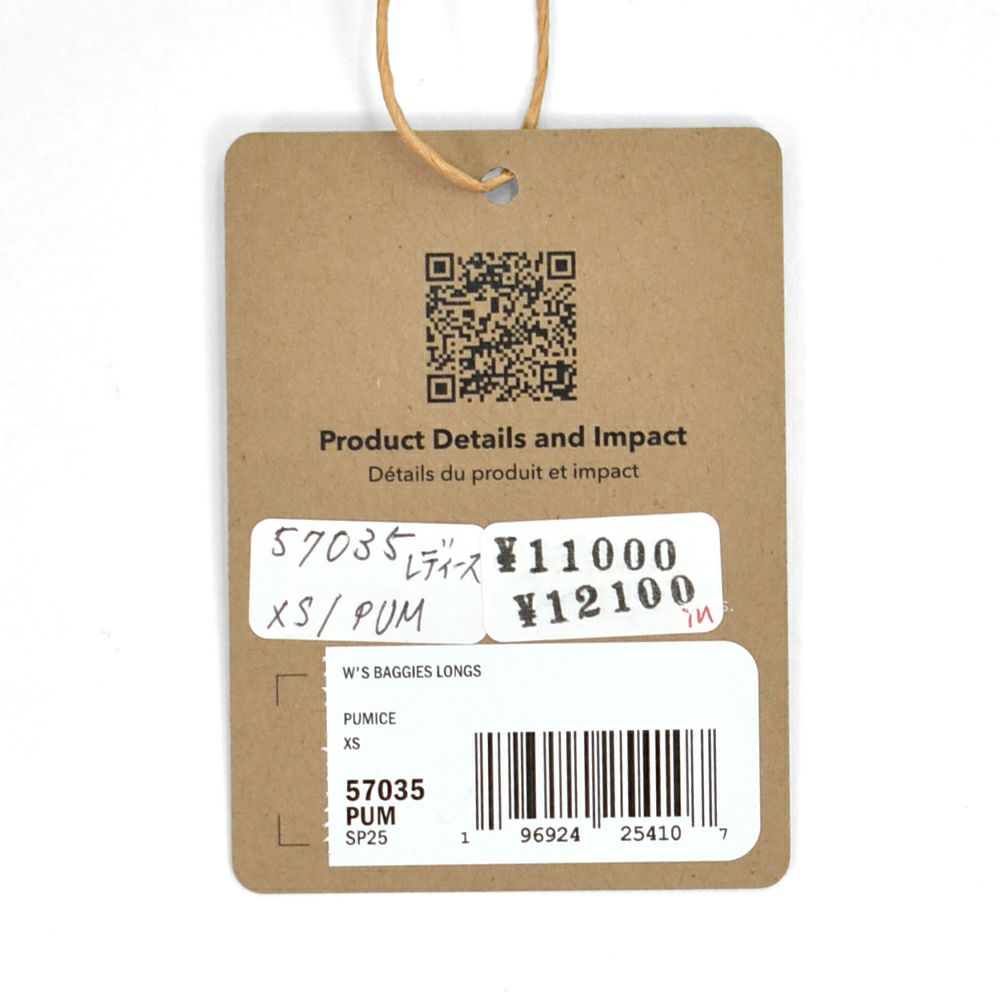 Product Details and Impact
Détails du produit et impact
57035 レディース
XS/PUM
¥11000
¥12100
in
W'S BAGGIES LONGS
PUMICE
XS
57035
PUM
SP25
1 96924 25410 7